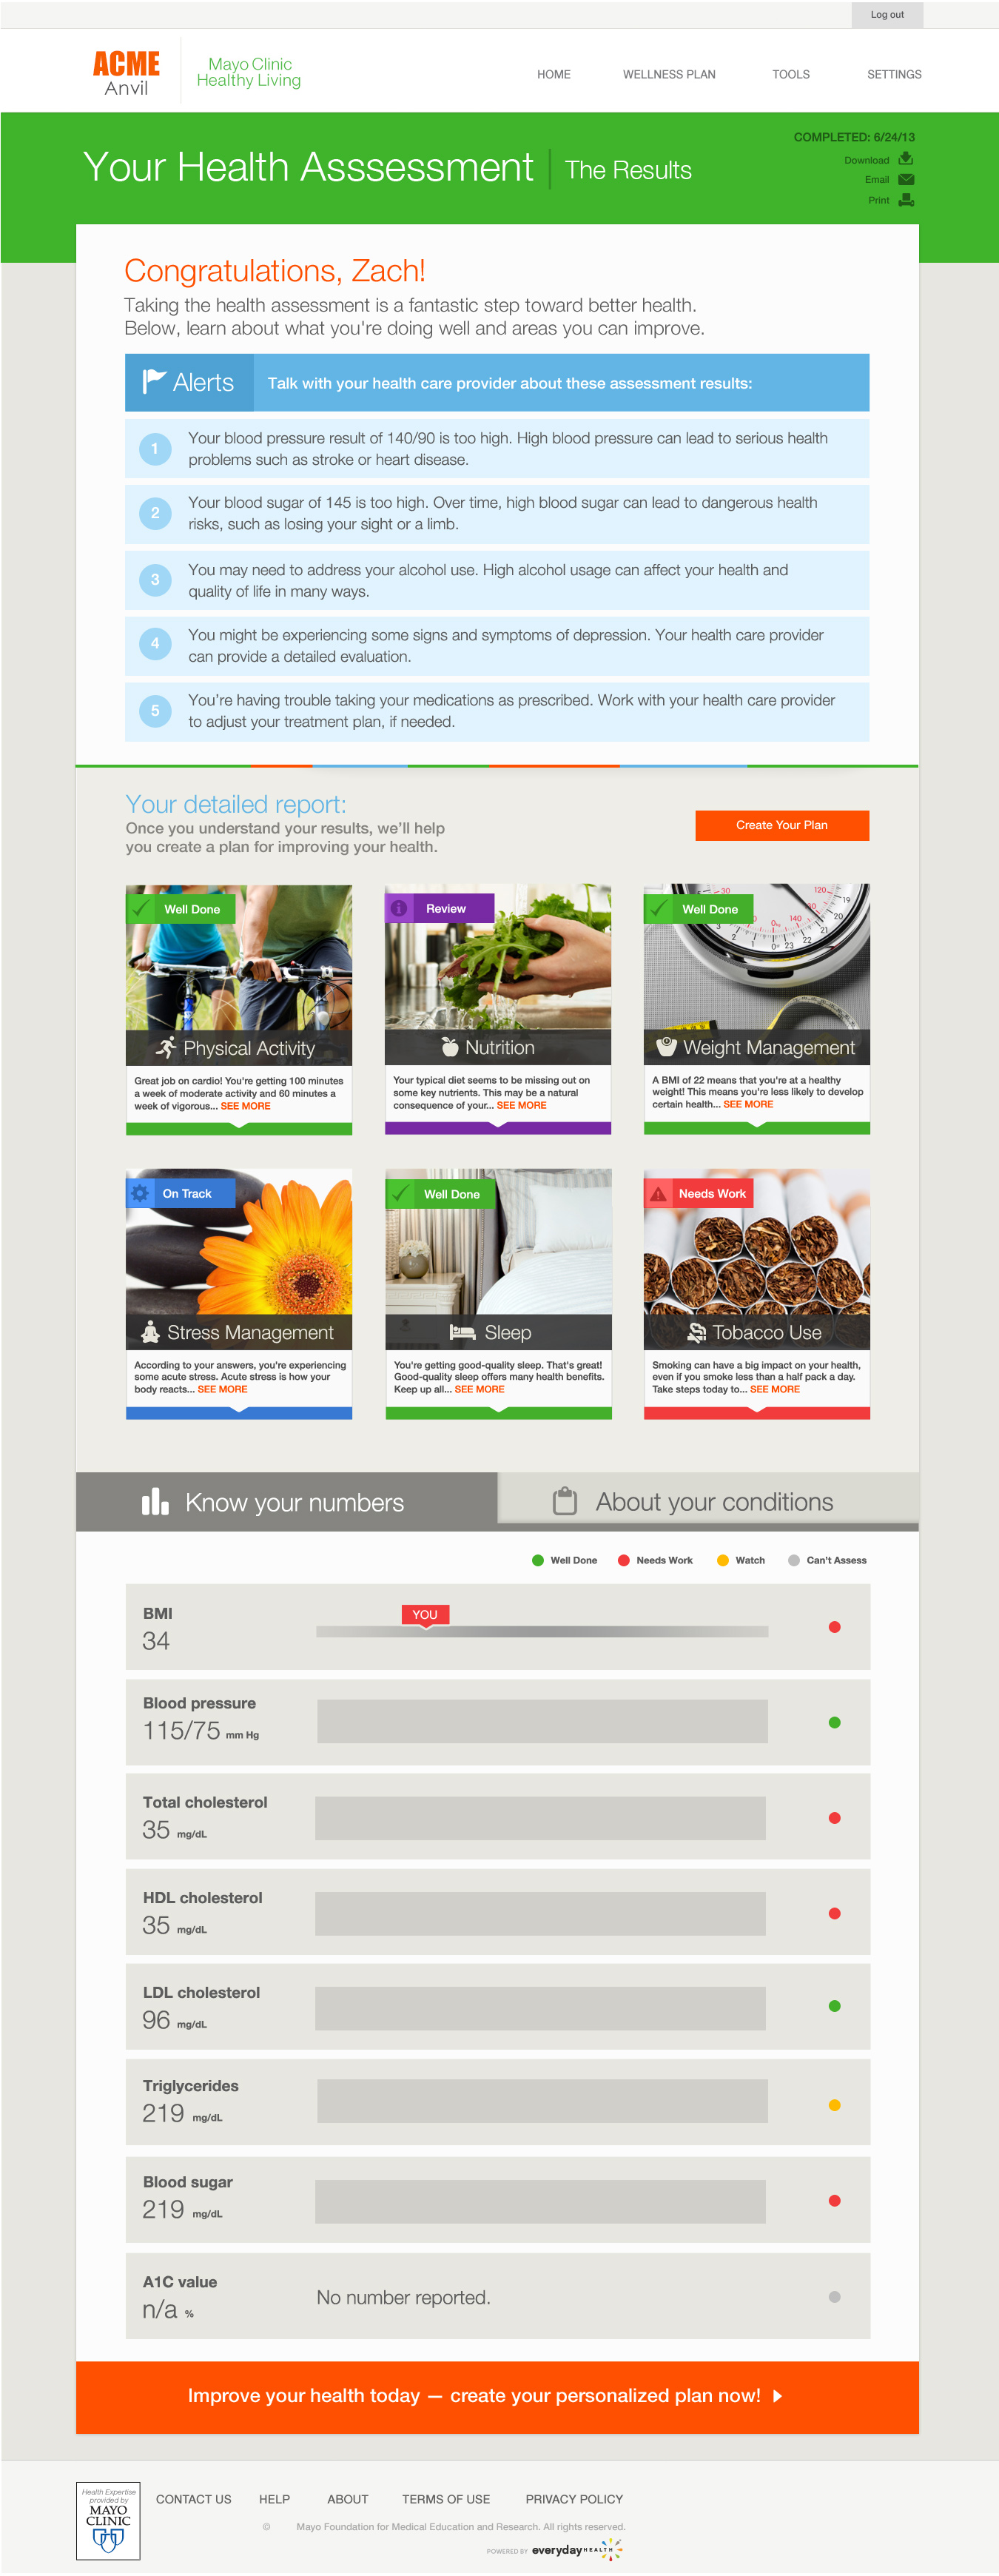 Log out
ACME
Anvil
Mayo Clinic
Healthy Living
HOME
WELLNESS PLAN
TOOLS
SETTINGS
COMPLETED: 6/24/13
Your Health Asssessment
The Results
Download
Email
Print
Congratulations, Zach!
Taking the health assessment is a fantastic step toward better health.
Below, learn about what you're doing well and areas you can improve.
Alerts
Talk with your health care provider about these assessment results:
1
Your blood pressure result of 140/90 is too high. High blood pressure can lead to serious health
problems such as stroke or heart disease.
2
Your blood sugar of 145 is too high. Over time, high blood sugar can lead to dangerous health
risks, such as losing your sight or a limb.
3
You may need to address your alcohol use. High alcohol usage can affect your health and
quality of life in many ways.
4
You might be experiencing some signs and symptoms of depression. Your health care provider
can provide a detailed evaluation.
5
You're having trouble taking your medications as prescribed. Work with your health care provider
to adjust your treatment plan, if needed.
Your detailed report:
Once you understand your results, we'll help
you create a plan for improving your health.
Create Your Plan
Well Done
Physical Activity
Great job on cardio! You're getting 100 minutes
a week of moderate activity and 60 minutes a
week of vigorous... SEE MORE
Review
Nutrition
Your typical diet seems to be missing out on
some key nutrients. This may be a natural
consequence of your... SEE MORE
Well Done
30
120
19
20
140
21
0
2
1
0
23
22
Weight Management
A BMI of 22 means that you're at a healthy
weight! This means you're less likely to develop
certain health... SEE MORE
On Track
Stress Management
According to your answers, you're experiencing
some acute stress. Acute stress is how your
body reacts... SEE MORE
Well Done
Sleep
You're getting good-quality sleep. That's great!
Good-quality sleep offers many health benefits.
Keep up all... SEE MORE
Needs Work
Tobacco Use
Smoking can have a big impact on your health,
even if you smoke less than a half pack a day.
Take steps today to... SEE MORE
Know your numbers
About your conditions
Well Done
Needs Work
Watch
Can't Assess
BMI
34
YOU
Blood pressure
115/75 mm Hg
Total cholesterol
35 mg/dL
HDL cholesterol
35 mg/dL
LDL cholesterol
96 mg/dL
Triglycerides
219 mg/dL
Blood sugar
219 mg/dL
A1C value
n/a %
No number reported.
Improve your health today — create your personalized plan now!
Health Expertise
provided by
MAYO
CLINIC
CONTACT US
HELP
ABOUT
TERMS OF USE
PRIVACY POLICY
© Mayo Foundation for Medical Education and Research. All rights reserved.
POWERED BY everydayHEALTH